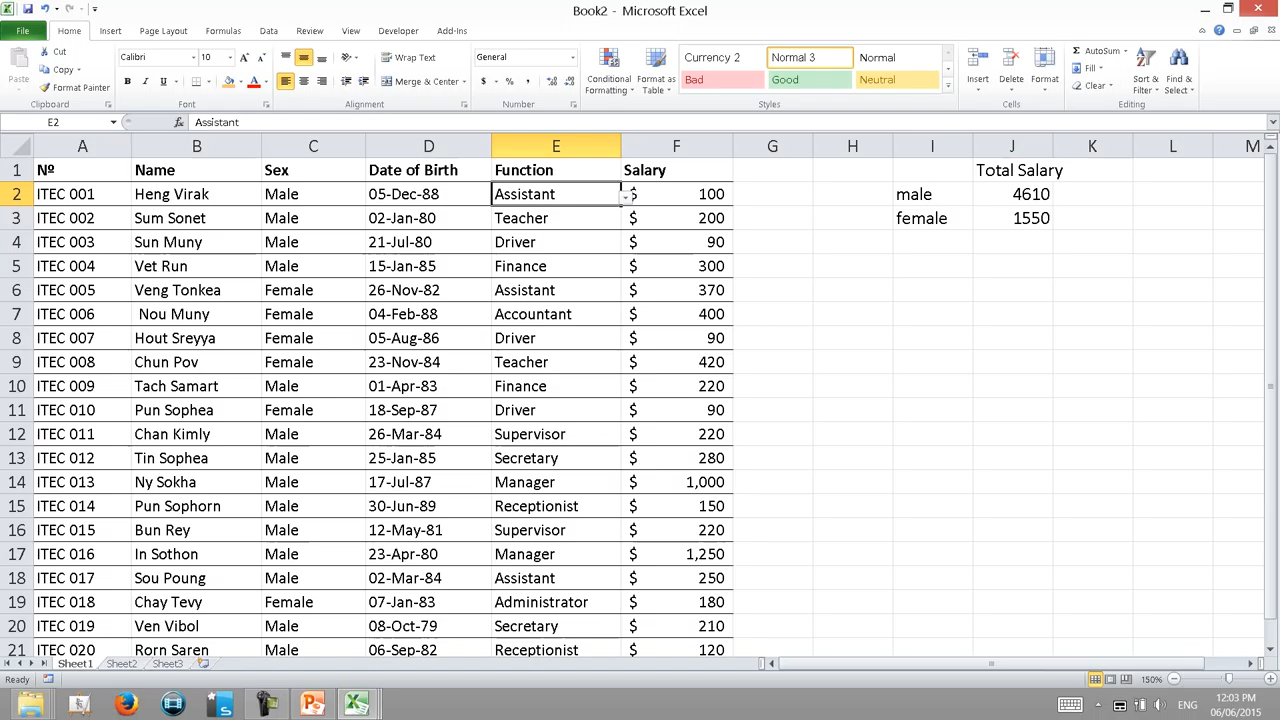 Book2 - Microsoft Excel
File Home Insert Page Layout Formulas Data Review View Developer Add-Ins
Paste Cut Copy Format Painter Clipboard
Calibri 10 B I U A Font
Wrap Text Merge & Center Alignment
General $ % , Number
Conditional Formatting Format as Table
Currency 2 Normal 3 Normal
Bad Good Neutral
Styles
Insert Delete Format Cells
AutoSum Fill Clear Sort & Filter Find & Select Editing
E2 fx Assistant
A B C D E F G H I J K L M
1 Nº Name Sex Date of Birth Function Salary Total Salary
2 ITEC 001 Heng Virak Male 05-Dec-88 Assistant $ 100 male 4610
3 ITEC 002 Sum Sonet Male 02-Jan-80 Teacher $ 200 female 1550
4 ITEC 003 Sun Muny Male 21-Jul-80 Driver $ 90
5 ITEC 004 Vet Run Male 15-Jan-85 Finance $ 300
6 ITEC 005 Veng Tonkea Female 26-Nov-82 Assistant $ 370
7 ITEC 006 Nou Muny Female 04-Feb-88 Accountant $ 400
8 ITEC 007 Hout Sreyya Female 05-Aug-86 Driver $ 90
9 ITEC 008 Chun Pov Female 23-Nov-84 Teacher $ 420
10 ITEC 009 Tach Samart Male 01-Apr-83 Finance $ 220
11 ITEC 010 Pun Sophea Female 18-Sep-87 Driver $ 90
12 ITEC 011 Chan Kimly Male 26-Mar-84 Supervisor $ 220
13 ITEC 012 Tin Sophea Male 25-Jan-85 Secretary $ 280
14 ITEC 013 Ny Sokha Male 17-Jul-87 Manager $ 1,000
15 ITEC 014 Pun Sophorn Male 30-Jun-89 Receptionist $ 150
16 ITEC 015 Bun Rey Male 12-May-81 Supervisor $ 220
17 ITEC 016 In Sothon Male 23-Apr-80 Manager $ 1,250
18 ITEC 017 Sou Poung Male 02-Mar-84 Assistant $ 250
19 ITEC 018 Chay Tevy Female 07-Jan-83 Administrator $ 180
20 ITEC 019 Ven Vibol Male 08-Oct-79 Secretary $ 210
21 ITEC 020 Rorn Saren Male 06-Sep-82 Receptionist $ 120
Sheet1 Sheet2 Sheet3
Ready 150%
ENG 12:03 PM
06/06/2015